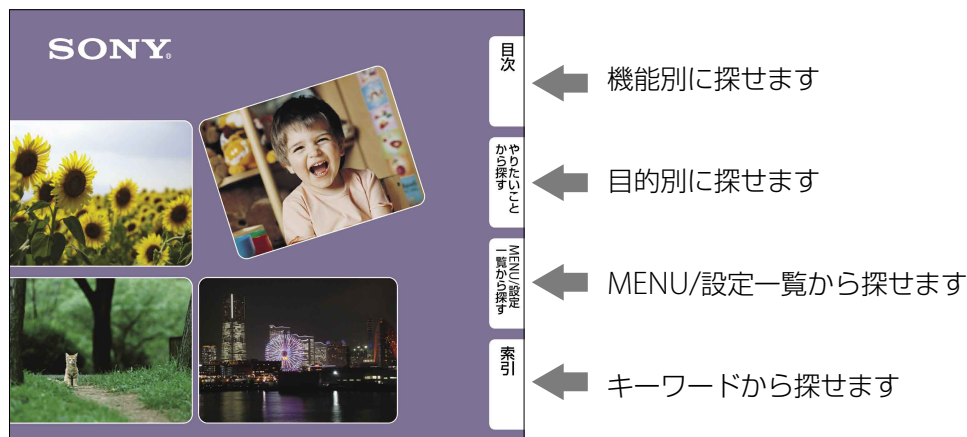 SONY®
目次
機能別に探せます
やりたいこと
から探す
目的別に探せます
MENU/設定
一覧から探す
MENU/設定一覧から探せます
索引
キーワードから探せます